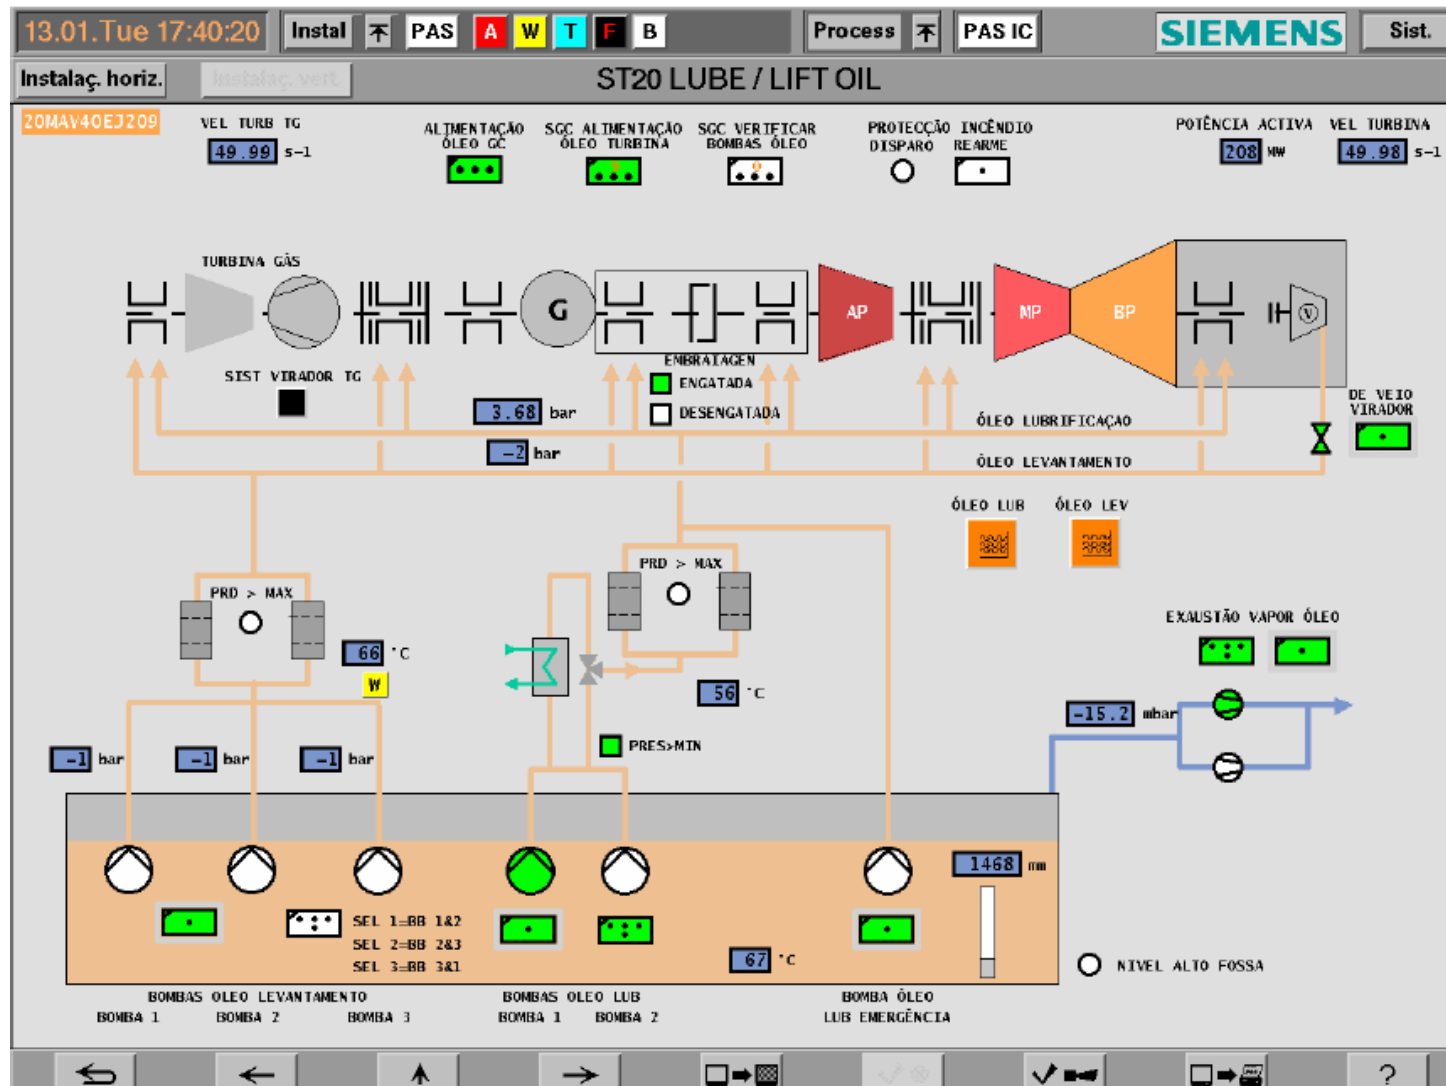 13.01.Tue 17:40:20 Instal PAS A W T F B Process PAS IC SIEMENS Sist.
Instalaç. horiz. Instalaç. vert. ST20 LUBE / LIFT OIL
20MAV40EJ209
VEL TURB TG
49.99 s-1
ALIMENTAÇÃO
ÓLEO GC
SGC ALIMENTAÇÃO
ÓLEO TURBINA
SGC VERIFICAR
BOMBAS ÓLEO
PROTECÇÃO INCÊNDIO
DISPARO REARME
POTÊNCIA ACTIVA
208 MW
VEL TURBINA
49.98 s-1
TURBINA GÁS
G
AP
MP
BP
V
SIST VIRADOR TG
EMBRAIAGEN
ENGATADA
DESENGATADA
3.68 bar
-2 bar
ÓLEO LUBRIFICAÇAO
ÓLEO LEVANTAMENTO
DE VEIO
VIRADOR
ÓLEO LUB
ÓLEO LEV
PRD > MAX
PRD > MAX
66 °C
W
56 °C
EXAUSTÃO VAPOR ÓLEO
-15.2 mbar
PRES>MIN
-1 bar
-1 bar
-1 bar
1468 mm
SEL 1=BB 1&2
SEL 2=BB 2&3
SEL 3=BB 3&1
67 °C
NIVEL ALTO FOSSA
BOMBAS OLEO LEVANTAMENTO
BOMBA 1 BOMBA 2 BOMBA 3
BOMBAS OLEO LUB
BOMBA 1 BOMBA 2
BOMBA ÓLEO
LUB EMERGÊNCIA
?